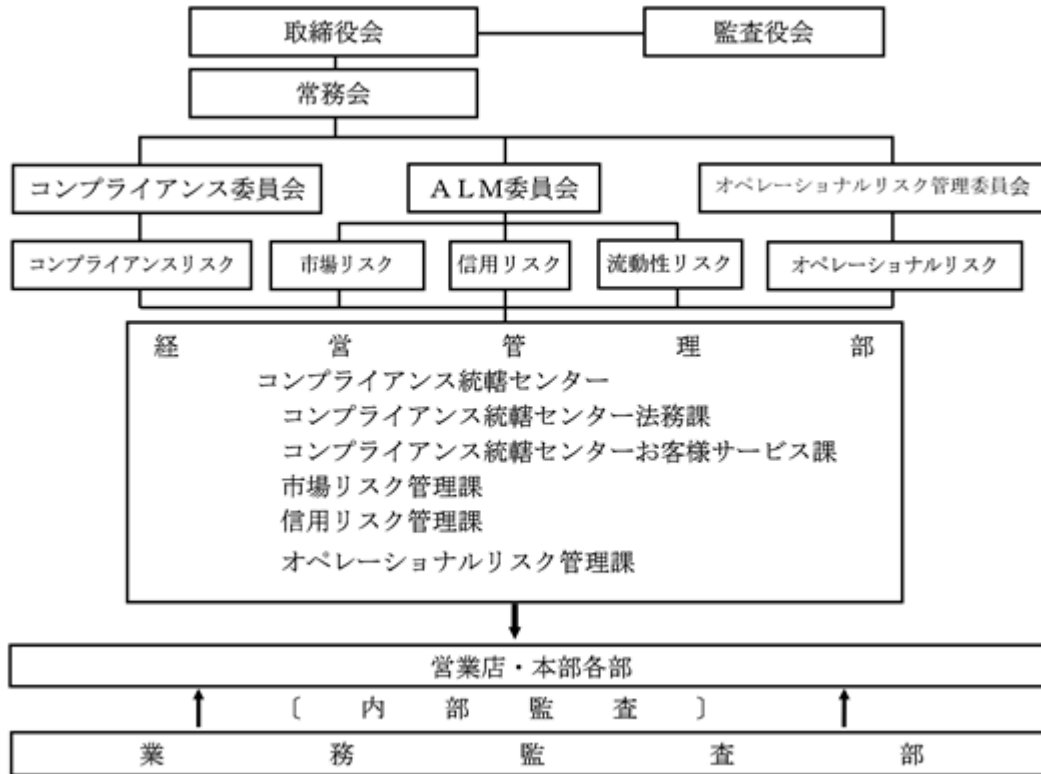 取締役会
監査役会
常務会
コンプライアンス委員会
ALM委員会
オペレーショナルリスク管理委員会
コンプライアンスリスク
市場リスク
信用リスク
流動性リスク
オペレーショナルリスク
経営管理部
コンプライアンス統轄センター
コンプライアンス統轄センター法務課
コンプライアンス統轄センターお客様サービス課
市場リスク管理課
信用リスク管理課
オペレーショナルリスク管理課
営業店・本部各部
〔内部監査〕
業務監査部